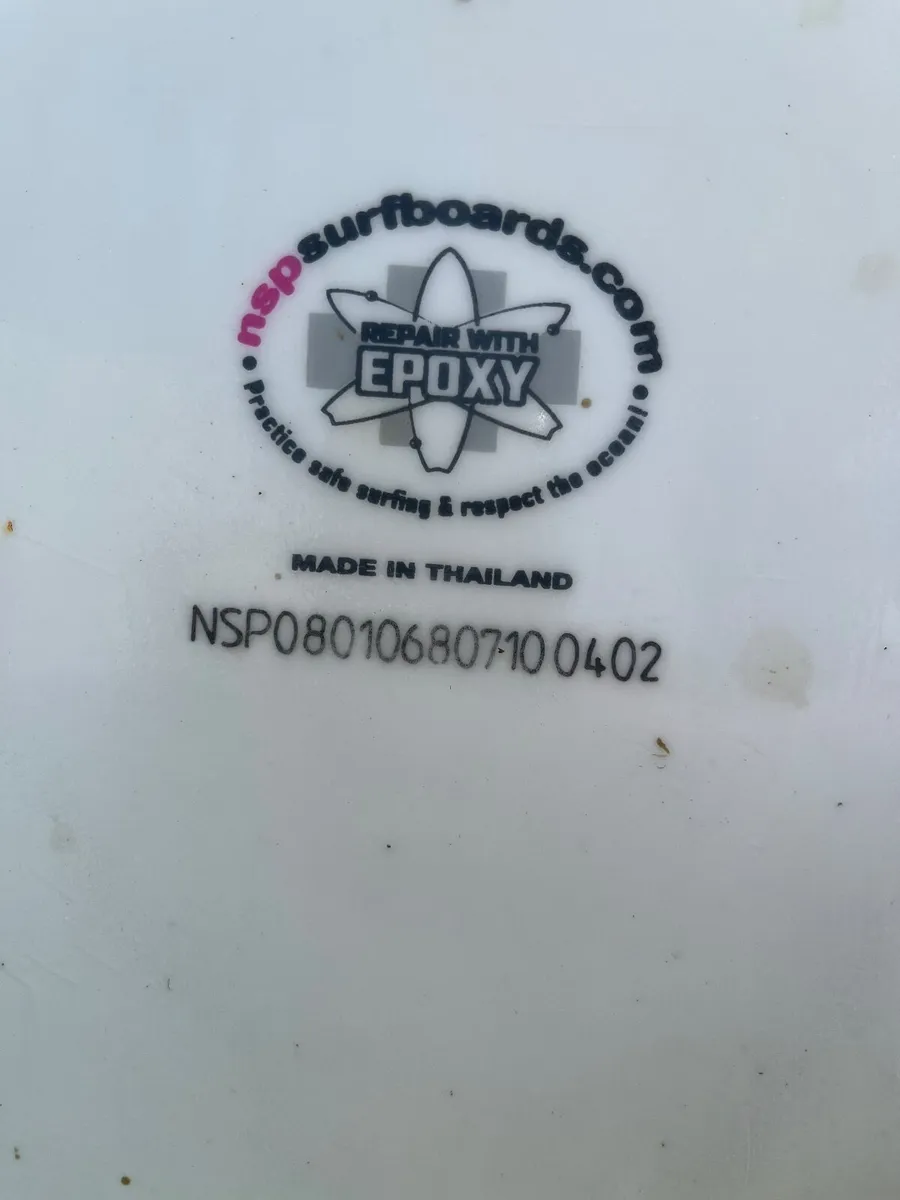 nspsurfboards.com
REPAIR WITH
EPOXY
• Practice safe surfing & respect the ocean! •
MADE IN THAILAND
NSP080106807100402